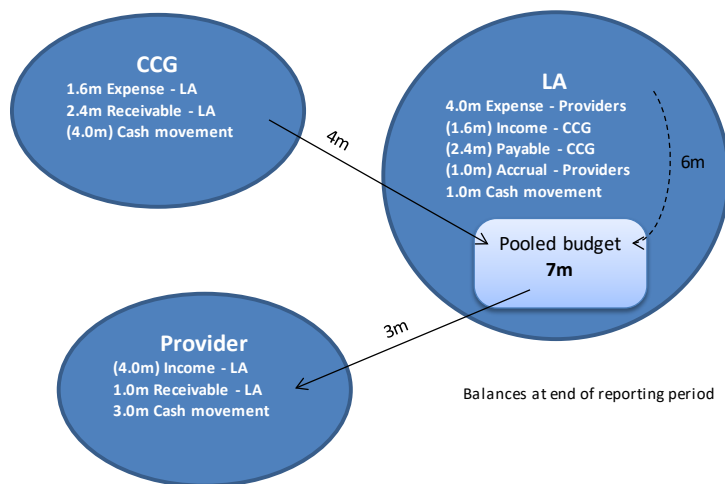 CCG
1.6m Expense - LA
2.4m Receivable - LA
(4.0m) Cash movement
4m
LA
4.0m Expense - Providers
(1.6m) Income - CCG
(2.4m) Payable - CCG
(1.0m) Accrual - Providers
1.0m Cash movement
6m
Pooled budget
7m
3m
Provider
(4.0m) Income - LA
1.0m Receivable - LA
3.0m Cash movement
Balances at end of reporting period